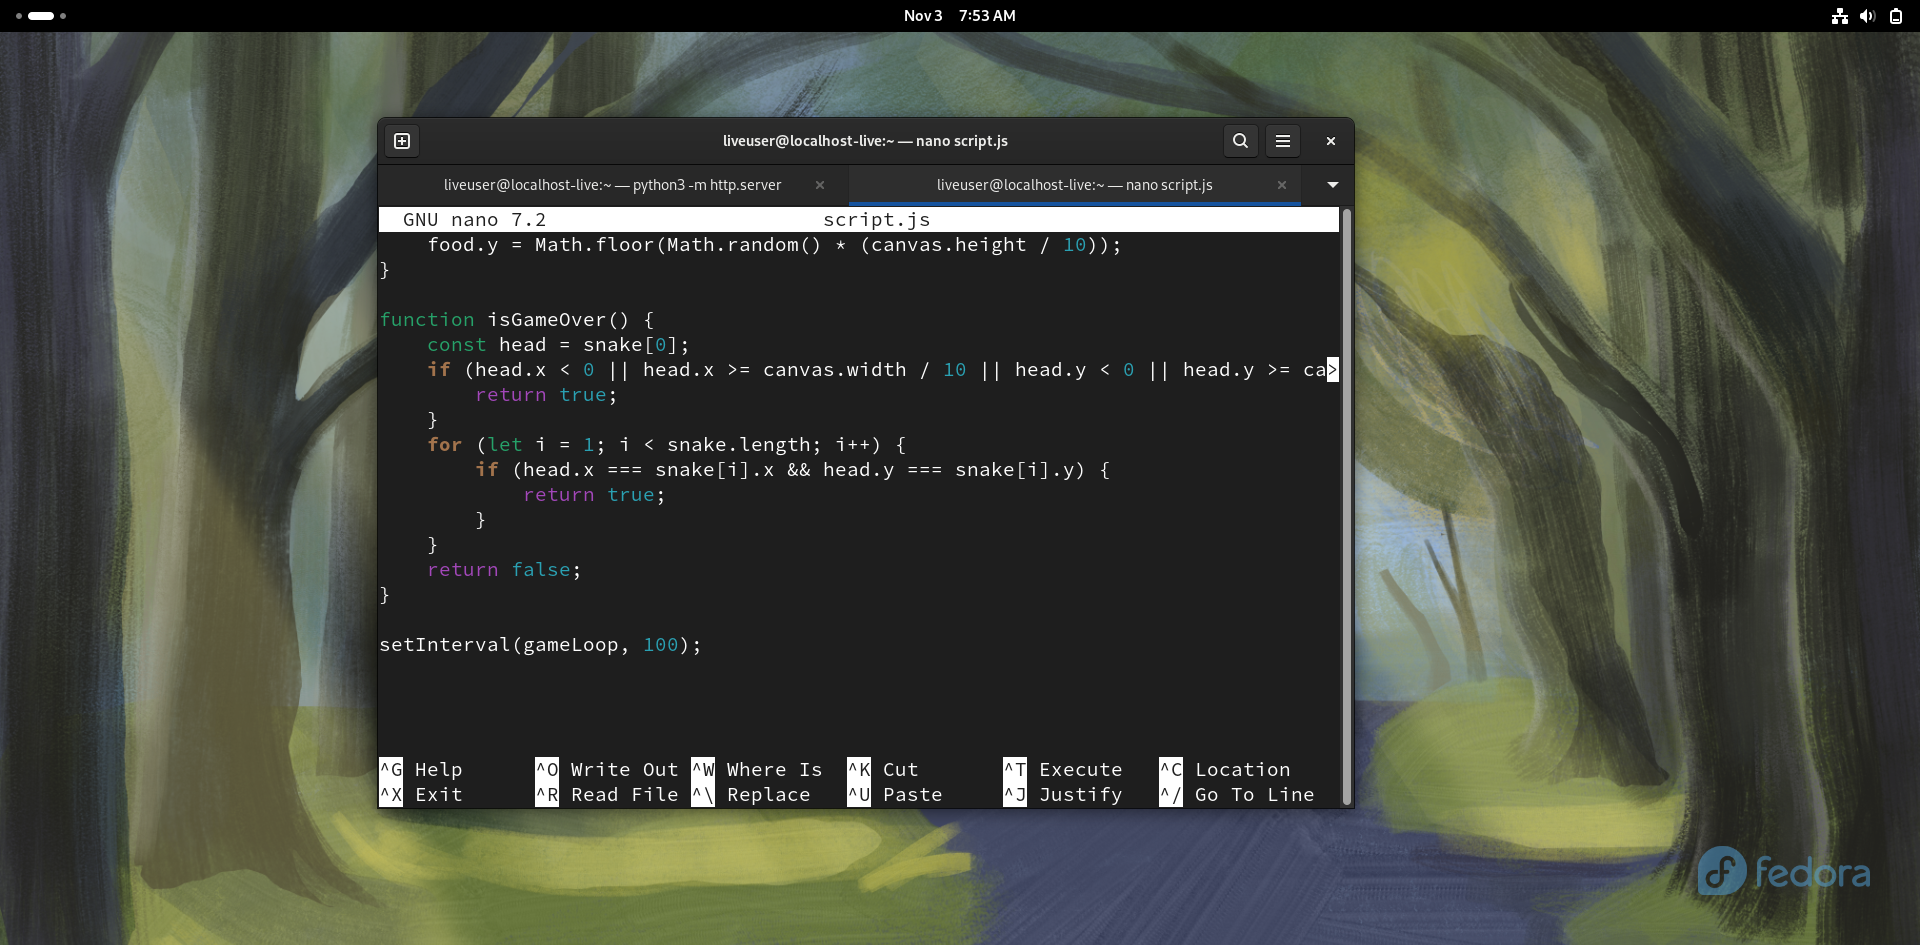 Nov 3 7:53 AM
liveuser@localhost-live:~ — nano script.js
liveuser@localhost-live:~ — python3 -m http.server
liveuser@localhost-live:~ — nano script.js
GNU nano 7.2 script.js
    food.y = Math.floor(Math.random() * (canvas.height / 10));
}
function isGameOver() {
    const head = snake[0];
    if (head.x < 0 || head.x >= canvas.width / 10 || head.y < 0 || head.y >= ca>
        return true;
    }
    for (let i = 1; i < snake.length; i++) {
        if (head.x === snake[i].x && head.y === snake[i].y) {
            return true;
        }
    }
    return false;
}
setInterval(gameLoop, 100);
^G Help ^O Write Out ^W Where Is ^K Cut ^T Execute ^C Location
^X Exit ^R Read File ^\ Replace ^U Paste ^J Justify ^/ Go To Line
fedora